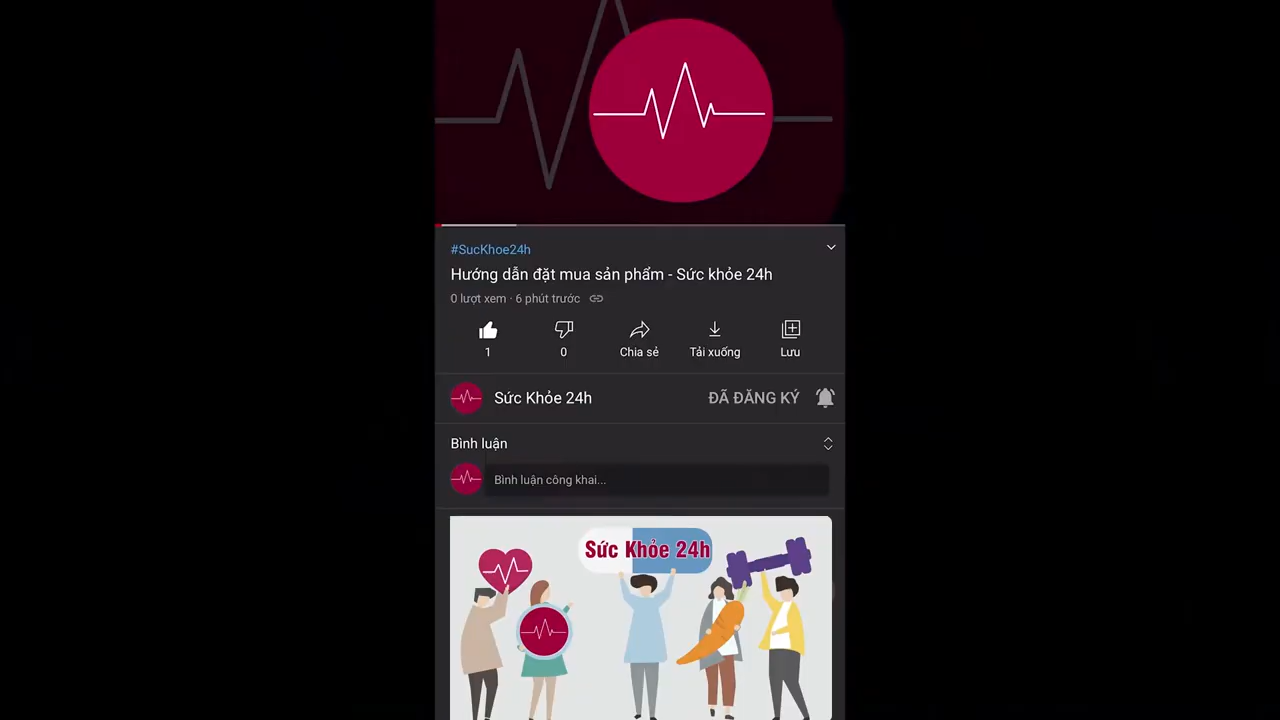 #SucKhoe24h
Hướng dẫn đặt mua sản phẩm - Sức khỏe 24h
0 lượt xem · 6 phút trước
1
0
Chia sẻ
Tải xuống
Lưu
Sức Khỏe 24h
ĐÃ ĐĂNG KÝ
Bình luận
Bình luận công khai...
Sức Khỏe 24h